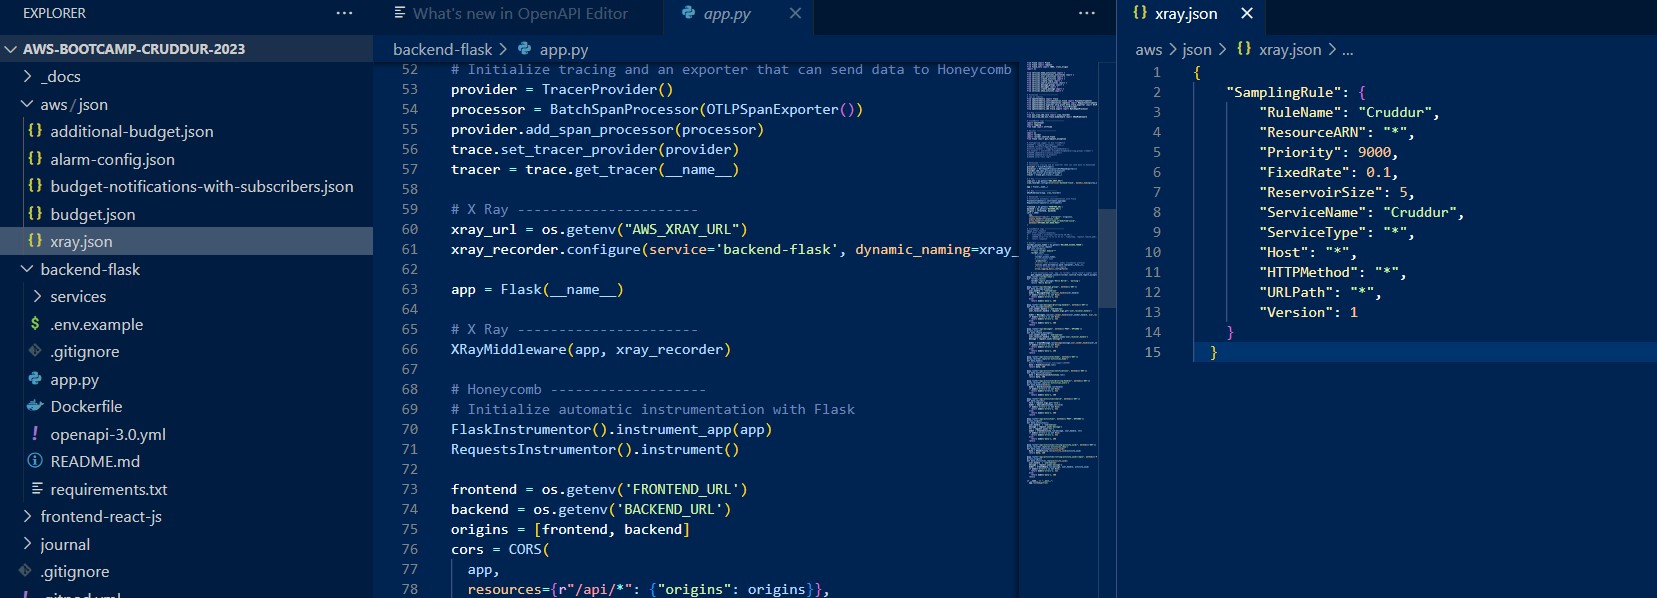 EXPLORER
AWS-BOOTCAMP-CRUDDUR-2023
_docs
aws/json
additional-budget.json
alarm-config.json
budget-notifications-with-subscribers.json
budget.json
xray.json
backend-flask
services
.env.example
.gitignore
app.py
Dockerfile
openapi-3.0.yml
README.md
requirements.txt
frontend-react-js
journal
.gitignore
.gitpod.yml
What's new in OpenAPI Editor
app.py
backend-flask > app.py
52 # Initialize tracing and an exporter that can send data to Honeycomb
53 provider = TracerProvider()
54 processor = BatchSpanProcessor(OTLPSpanExporter())
55 provider.add_span_processor(processor)
56 trace.set_tracer_provider(provider)
57 tracer = trace.get_tracer(__name__)
58
59 # X Ray ----------------------
60 xray_url = os.getenv("AWS_XRAY_URL")
61 xray_recorder.configure(service='backend-flask', dynamic_naming=xray_
62
63 app = Flask(__name__)
64
65 # X Ray ----------------------
66 XRayMiddleware(app, xray_recorder)
67
68 # Honeycomb -------------------
69 # Initialize automatic instrumentation with Flask
70 FlaskInstrumentor().instrument_app(app)
71 RequestsInstrumentor().instrument()
72
73 frontend = os.getenv('FRONTEND_URL')
74 backend = os.getenv('BACKEND_URL')
75 origins = [frontend, backend]
76 cors = CORS(
77 app,
78 resources={r"/api/*": {"origins": origins}},
xray.json
aws > json > {} xray.json > ...
1 {
2 "SamplingRule": {
3 "RuleName": "Cruddur",
4 "ResourceARN": "*",
5 "Priority": 9000,
6 "FixedRate": 0.1,
7 "ReservoirSize": 5,
8 "ServiceName": "Cruddur",
9 "ServiceType": "*",
10 "Host": "*",
11 "HTTPMethod": "*",
12 "URLPath": "*",
13 "Version": 1
14 }
15 }